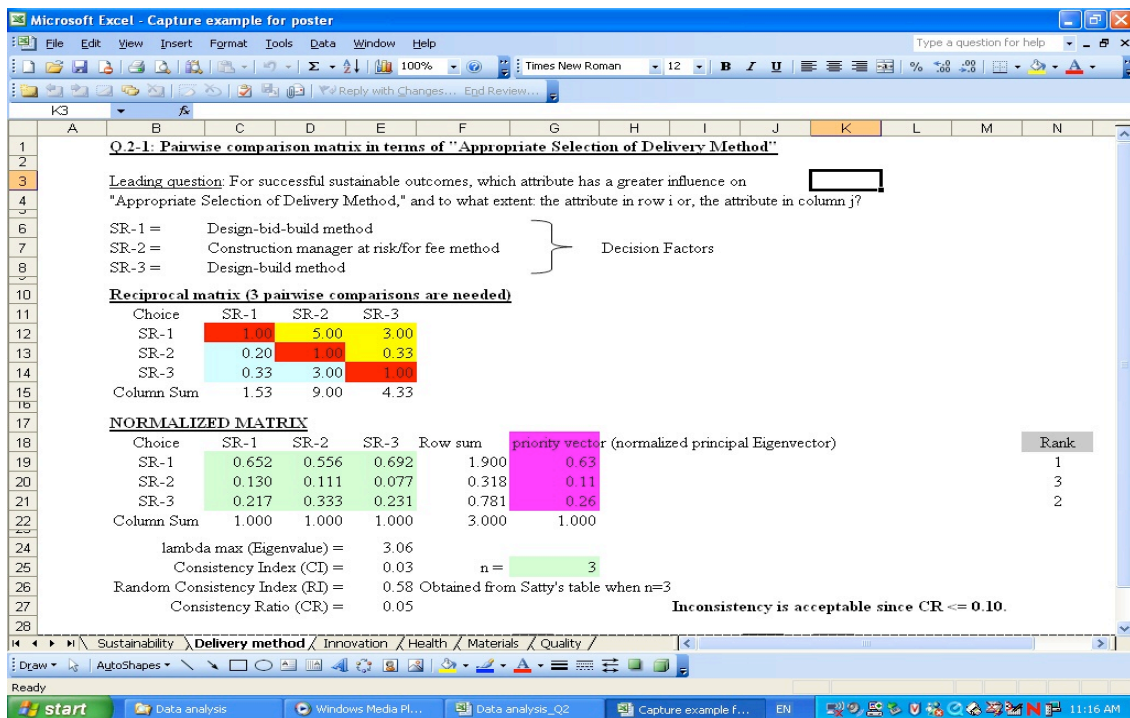 Microsoft Excel - Capture example for poster
File Edit View Insert Format Tools Data Window Help Type a question for help
100% Times New Roman 12 B I U
Reply with Changes... End Review...
K3 fx
A B C D E F G H I J K L M N
1 Q.2-1: Pairwise comparison matrix in terms of "Appropriate Selection of Delivery Method"
2
3 Leading question: For successful sustainable outcomes, which attribute has a greater influence on
4 "Appropriate Selection of Delivery Method," and to what extent: the attribute in row i or, the attribute in column j?
6 SR-1 = Design-bid-build method
7 SR-2 = Construction manager at risk/for fee method Decision Factors
8 SR-3 = Design-build method
10 Reciprocal matrix (3 pairwise comparisons are needed)
11 Choice SR-1 SR-2 SR-3
12 SR-1 1.00 5.00 3.00
13 SR-2 0.20 1.00 0.33
14 SR-3 0.33 3.00 1.00
15 Column Sum 1.53 9.00 4.33
16
17 NORMALIZED MATRIX
18 Choice SR-1 SR-2 SR-3 Row sum priority vector (normalized principal Eigenvector) Rank
19 SR-1 0.652 0.556 0.692 1.900 0.63 1
20 SR-2 0.130 0.111 0.077 0.318 0.11 3
21 SR-3 0.217 0.333 0.231 0.781 0.26 2
22 Column Sum 1.000 1.000 1.000 3.000 1.000
24 lambda max (Eigenvalue) = 3.06
25 Consistency Index (CI) = 0.03 n = 3
26 Random Consistency Index (RI) = 0.58 Obtained from Satty's table when n=3
27 Consistency Ratio (CR) = 0.05 Inconsistency is acceptable since CR <= 0.10.
28
Sustainability Delivery method Innovation Health Materials Quality
Draw AutoShapes
Ready
start Data analysis Windows Media Pl... Data analysis_Q2 Capture example f... EN 11:16 AM